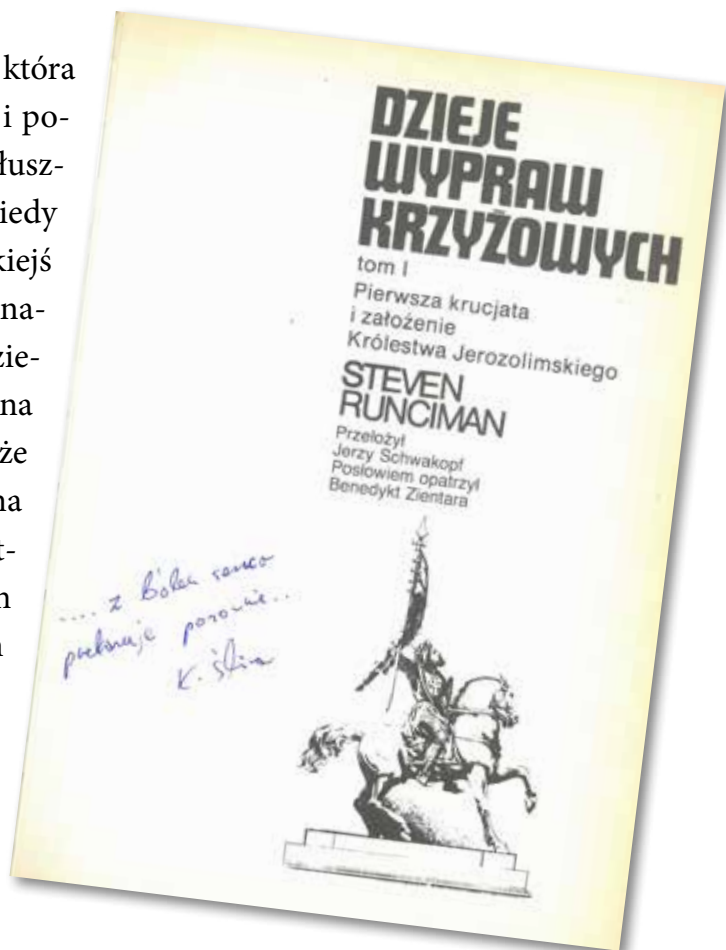 która
i po-
łusz-
iedy
kiejś
na-
zie-
na
że
na
t-
n
n
DZIEJE
WYPRAW
KRZYŻOWYCH
tom I
Pierwsza krucjata
i założenie
Królestwa Jerozolimskiego
STEVEN
RUNCIMAN
Przełożył
Jerzy Schwakopf
Posłowiem opatrzył
Benedykt Zientara
.... z bólem serca
przekazuję
K.